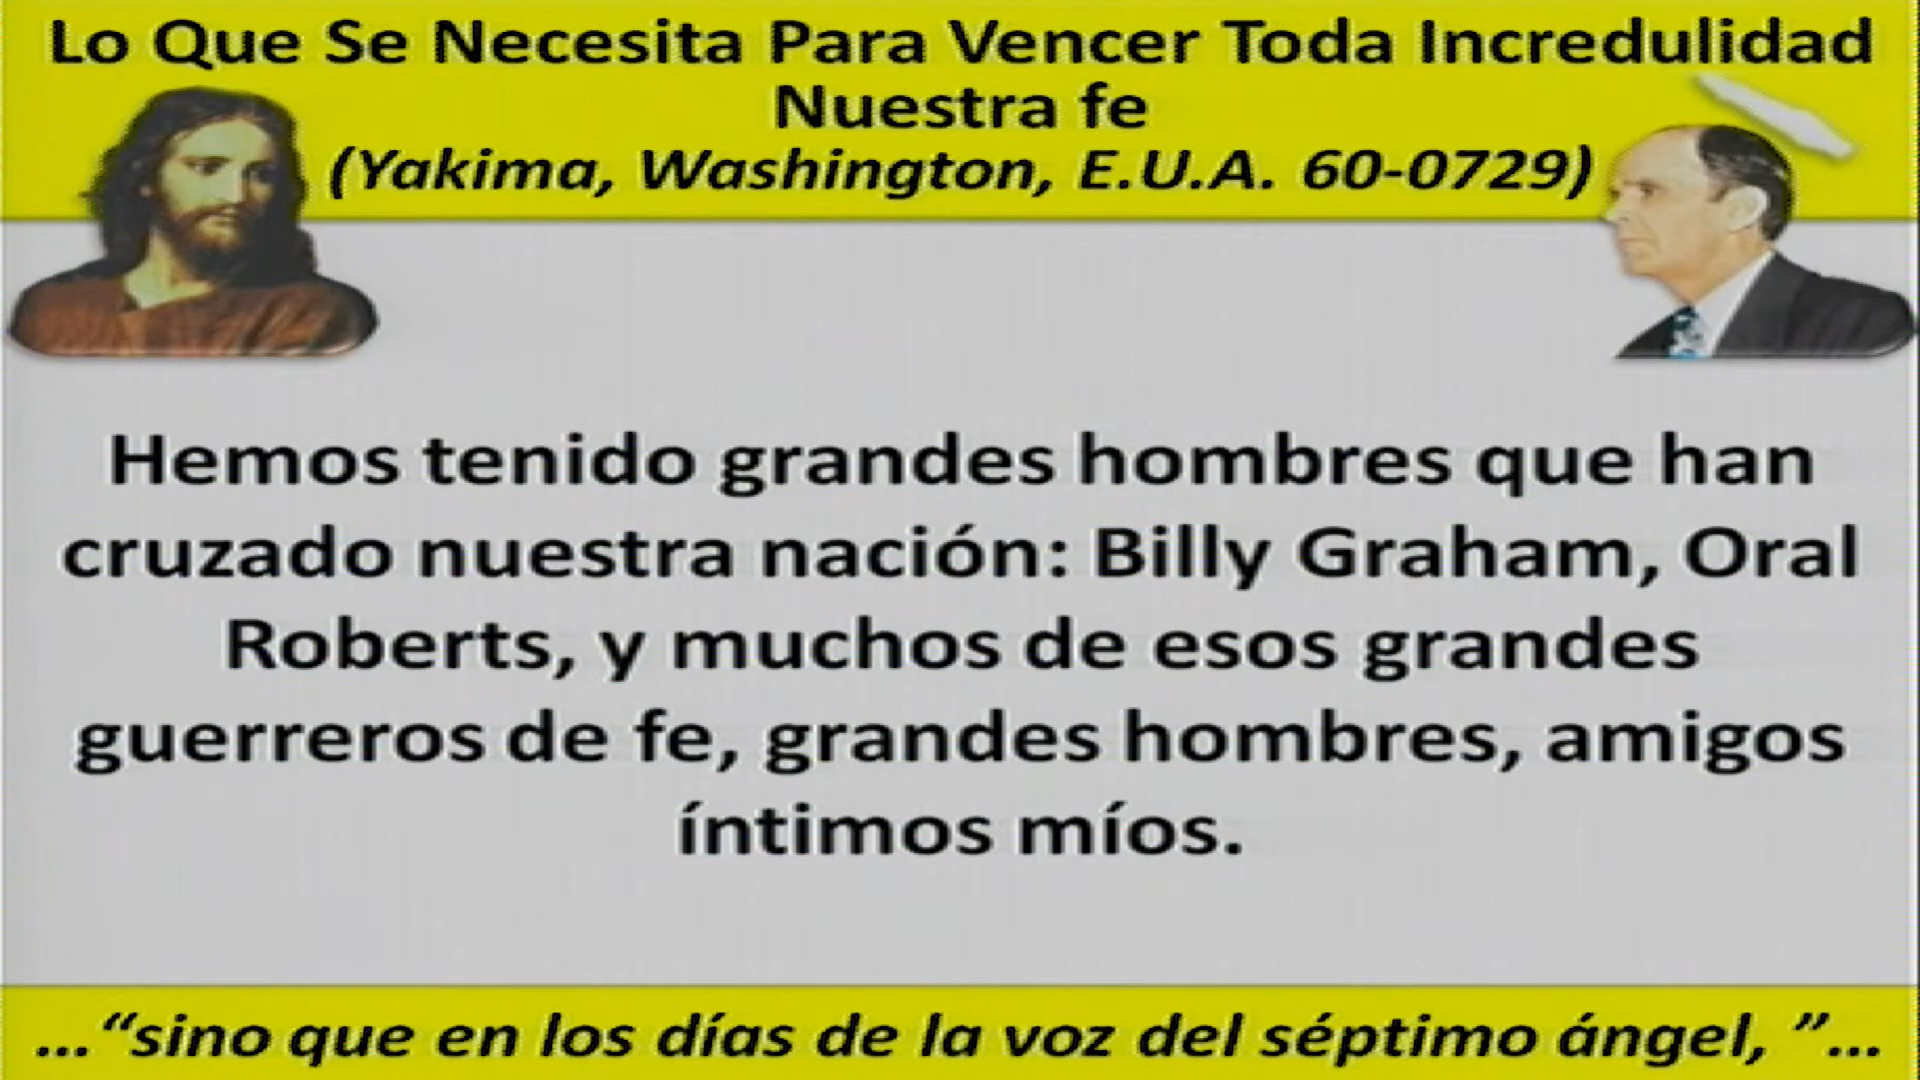 Lo Que Se Necesita Para Vencer Toda Incredulidad
Nuestra fe
(Yakima, Washington, E.U.A. 60-0729)
Hemos tenido grandes hombres que han
cruzado nuestra nación: Billy Graham, Oral
Roberts, y muchos de esos grandes
guerreros de fe, grandes hombres, amigos
íntimos míos.
...“sino que en los días de la voz del séptimo ángel, ”...